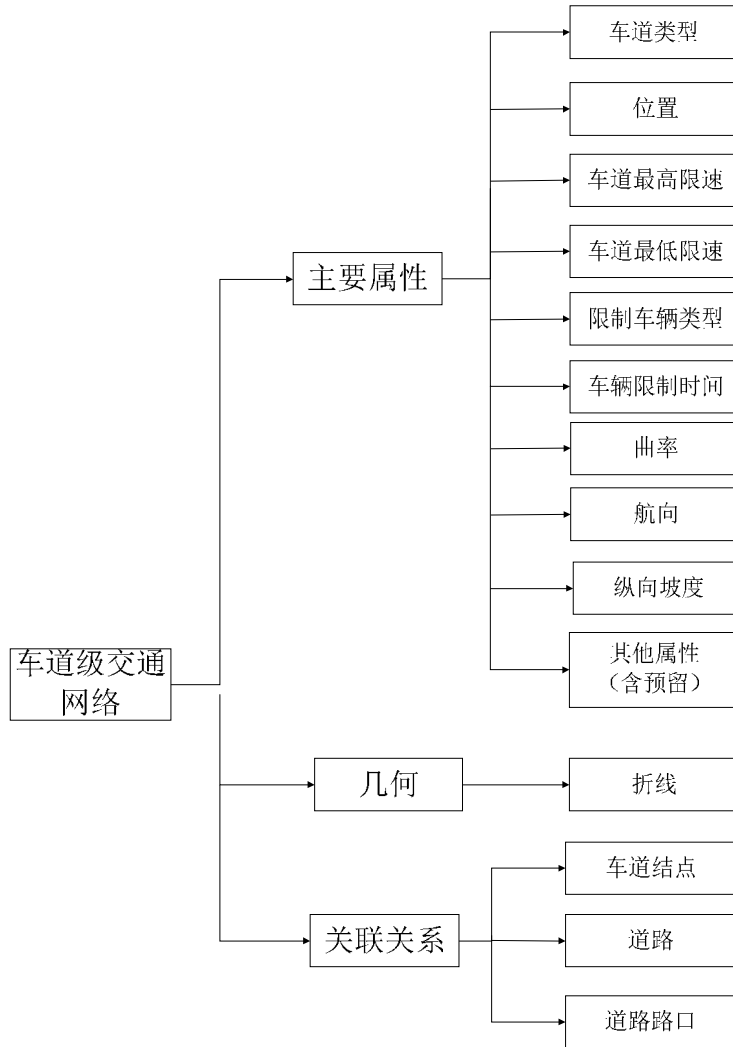 车道类型
位置
车道最高限速
车道最低限速
主要属性
限制车辆类型
车辆限制时间
曲率
航向
纵向坡度
其他属性
（含预留）
车道级交通
网络
几何
折线
车道结点
关联关系
道路
道路路口